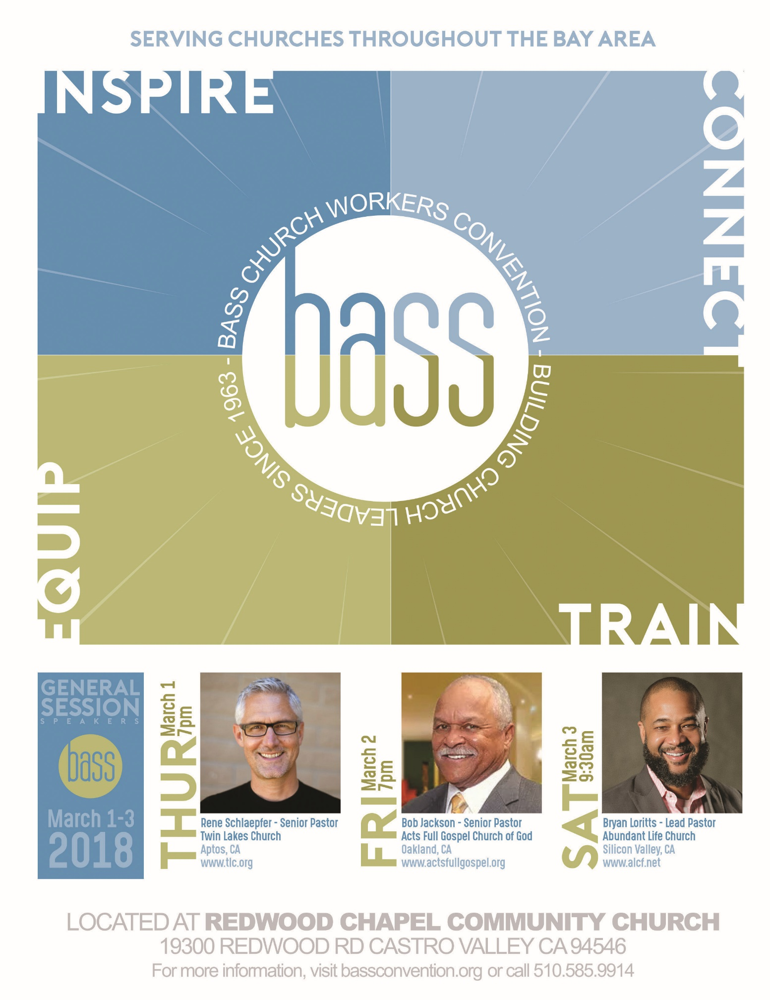 SERVING CHURCHES THROUGHOUT THE BAY AREA
INSPIRE
CONNECT
BASS CHURCH WORKERS CONVENTION - BUILDING CHURCH LEADERS SINCE 1963 -
bass
EQUIP
TRAIN
GENERAL
SESSION
SPEAKERS
bass
March 1-3
2018
THUR
March 1
7pm
Rene Schlaepfer - Senior Pastor
Twin Lakes Church
Aptos, CA
www.tlc.org
FRI
March 2
7pm
Bob Jackson - Senior Pastor
Acts Full Gospel Church of God
Oakland, CA
www.actsfullgospel.org
SAT
March 3
9:30am
Bryan Loritts - Lead Pastor
Abundant Life Church
Silicon Valley, CA
www.alcf.net
LOCATED AT REDWOOD CHAPEL COMMUNITY CHURCH
19300 REDWOOD RD CASTRO VALLEY CA 94546
For more information, visit bassconvention.org or call 510.585.9914